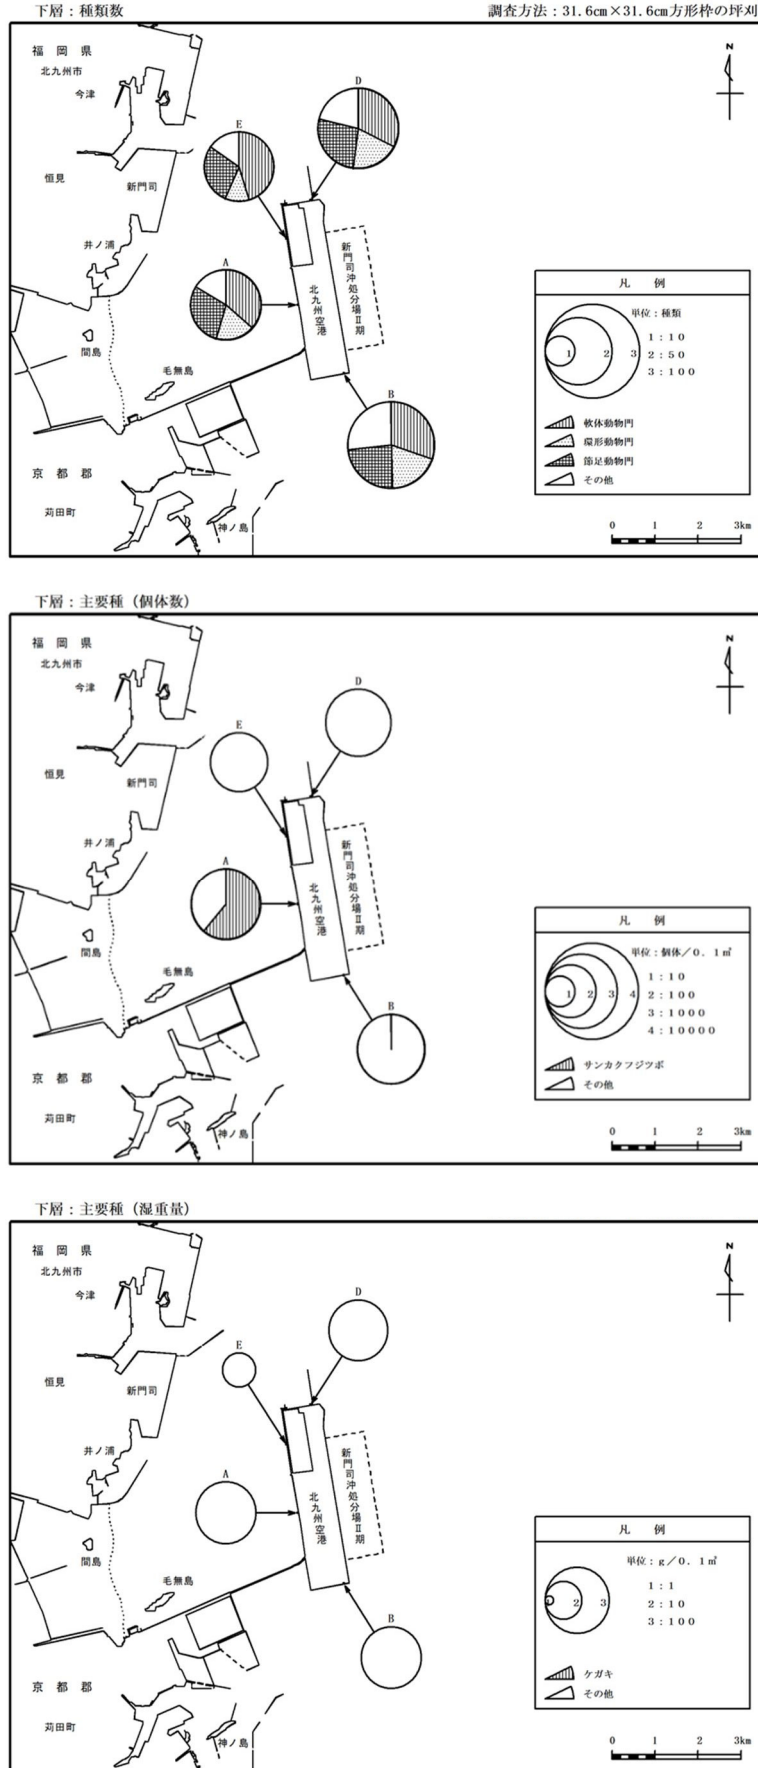 下層：種類数
調査方法：31.6㎝×31.6㎝方形枠の坪刈
福　岡　県
北九州市
今津
恒見
新門司
井ノ浦
間島
毛無島
京　都　郡
苅田町
神ノ島
北九州空港
新門司沖処分場Ⅱ期
E
D
A
B
N
凡　例
単位：種類
1　2　3
1：10
2：50
3：100
軟体動物門
環形動物門
節足動物門
その他
0　1　2　3km
下層：主要種（個体数）
福　岡　県
北九州市
今津
恒見
新門司
井ノ浦
間島
毛無島
京　都　郡
苅田町
神ノ島
北九州空港
新門司沖処分場Ⅱ期
E
D
A
B
N
凡　例
単位：個体／0．1㎡
1　2　3　4
1：10
2：100
3：1000
4：10000
サンカクフジツボ
その他
0　1　2　3km
下層：主要種（湿重量）
福　岡　県
北九州市
今津
恒見
新門司
井ノ浦
間島
毛無島
京　都　郡
苅田町
神ノ島
北九州空港
新門司沖処分場Ⅱ期
E
D
A
B
N
凡　例
単位：g／0．1㎡
1　2　3
1：1
2：10
3：100
ケガキ
その他
0　1　2　3km